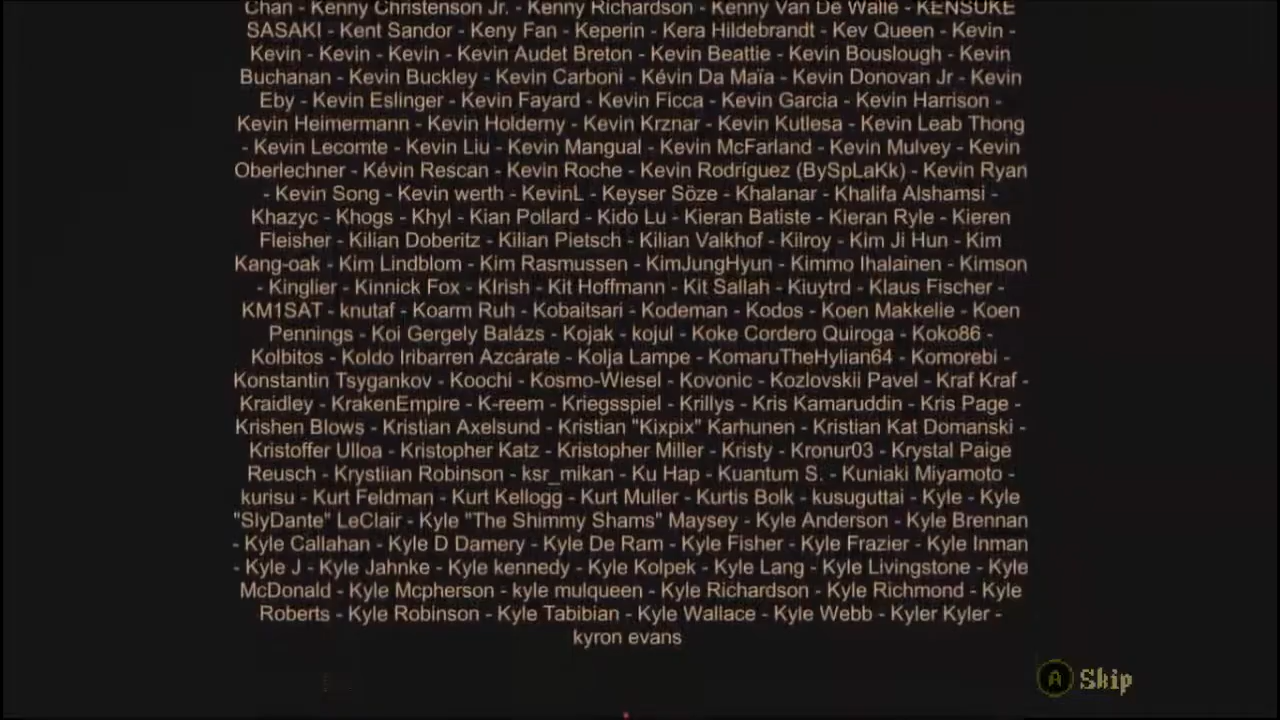 Chan - Kenny Christenson Jr. - Kenny Richardson - Kenny Van De Walle - KENSUKE
SASAKI - Kent Sandor - Keny Fan - Keperin - Kera Hildebrandt - Kev Queen - Kevin -
Kevin - Kevin - Kevin - Kevin Audet Breton - Kevin Beattie - Kevin Bouslough - Kevin
Buchanan - Kevin Buckley - Kevin Carboni - Kévin Da Maïa - Kevin Donovan Jr - Kevin
Eby - Kevin Eslinger - Kevin Fayard - Kevin Ficca - Kevin Garcia - Kevin Harrison -
Kevin Heimermann - Kevin Holderny - Kevin Krznar - Kevin Kutlesa - Kevin Leab Thong
- Kevin Lecomte - Kevin Liu - Kevin Mangual - Kevin McFarland - Kevin Mulvey - Kevin
Oberlechner - Kévin Rescan - Kevin Roche - Kevin Rodríguez (BySpLaKk) - Kevin Ryan
- Kevin Song - Kevin werth - KevinL - Keyser Söze - Khalanar - Khalifa Alshamsi -
Khazyc - Khogs - Khyl - Kian Pollard - Kido Lu - Kieran Batiste - Kieran Ryle - Kieren
Fleisher - Kilian Doberitz - Kilian Pietsch - Kilian Valkhof - Kilroy - Kim Ji Hun - Kim
Kang-oak - Kim Lindblom - Kim Rasmussen - KimJungHyun - Kimmo Ihalainen - Kimson
- Kinglier - Kinnick Fox - KIrish - Kit Hoffmann - Kit Sallah - Kiuytrd - Klaus Fischer -
KM1SAT - knutaf - Koarm Ruh - Kobaitsari - Kodeman - Kodos - Koen Makkelie - Koen
Pennings - Koi Gergely Balázs - Kojak - kojul - Koke Cordero Quiroga - Koko86 -
Kolbitos - Koldo Iribarren Azcárate - Kolja Lampe - KomaruTheHylian64 - Komorebi -
Konstantin Tsygankov - Koochi - Kosmo-Wiesel - Kovonic - Kozlovskii Pavel - Kraf Kraf -
Kraidley - KrakenEmpire - K-reem - Kriegsspiel - Krillys - Kris Kamaruddin - Kris Page -
Krishen Blows - Kristian Axelsund - Kristian "Kixpix" Karhunen - Kristian Kat Domanski -
Kristoffer Ulloa - Kristopher Katz - Kristopher Miller - Kristy - Kronur03 - Krystal Paige
Reusch - Krystiian Robinson - ksr_mikan - Ku Hap - Kuantum S. - Kuniaki Miyamoto -
kurisu - Kurt Feldman - Kurt Kellogg - Kurt Muller - Kurtis Bolk - kusuguttai - Kyle - Kyle
"SlyDante" LeClair - Kyle "The Shimmy Shams" Maysey - Kyle Anderson - Kyle Brennan
- Kyle Callahan - Kyle D Damery - Kyle De Ram - Kyle Fisher - Kyle Frazier - Kyle Inman
- Kyle J - Kyle Jahnke - Kyle kennedy - Kyle Kolpek - Kyle Lang - Kyle Livingstone - Kyle
McDonald - Kyle Mcpherson - kyle mulqueen - Kyle Richardson - Kyle Richmond - Kyle
Roberts - Kyle Robinson - Kyle Tabibian - Kyle Wallace - Kyle Webb - Kyler Kyler -
kyron evans
A Skip